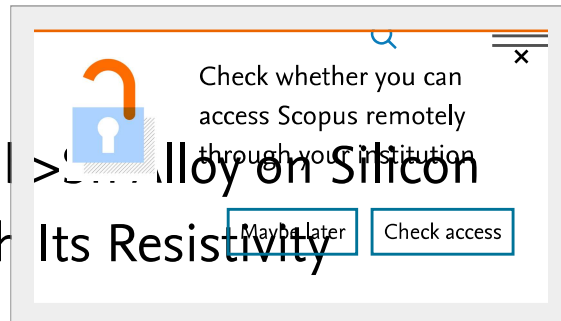 ×
Check whether you can
access Scopus remotely
through your institution
>S Alloy on Silicon
Its Resistivity
Maybe later
Check access